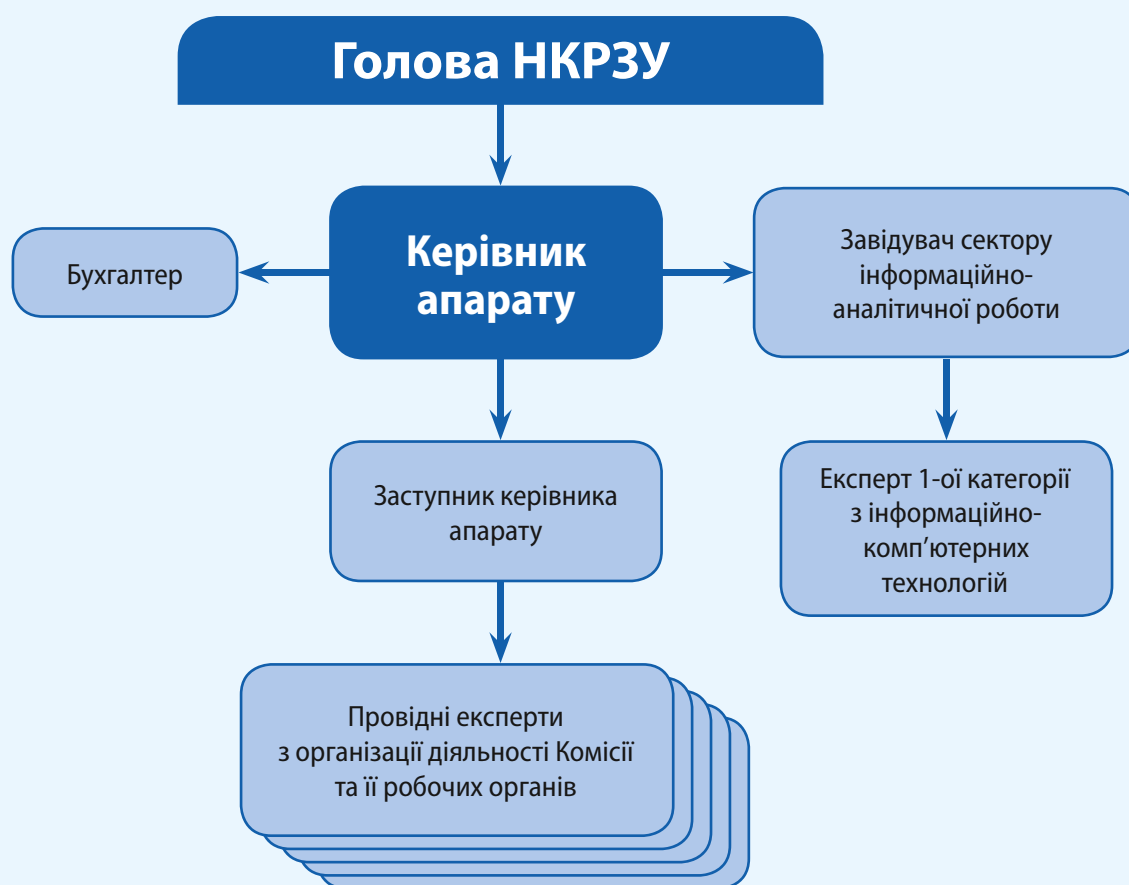 Голова НКРЗУ
Бухгалтер
Керівник
апарату
Завідувач сектору
інформаційно-
аналітичної роботи
Заступник керівника
апарату
Експерт 1-ої категорії
з інформаційно-
комп’ютерних
технологій
Провідні експерти
з організації діяльності Комісії
та її робочих органів